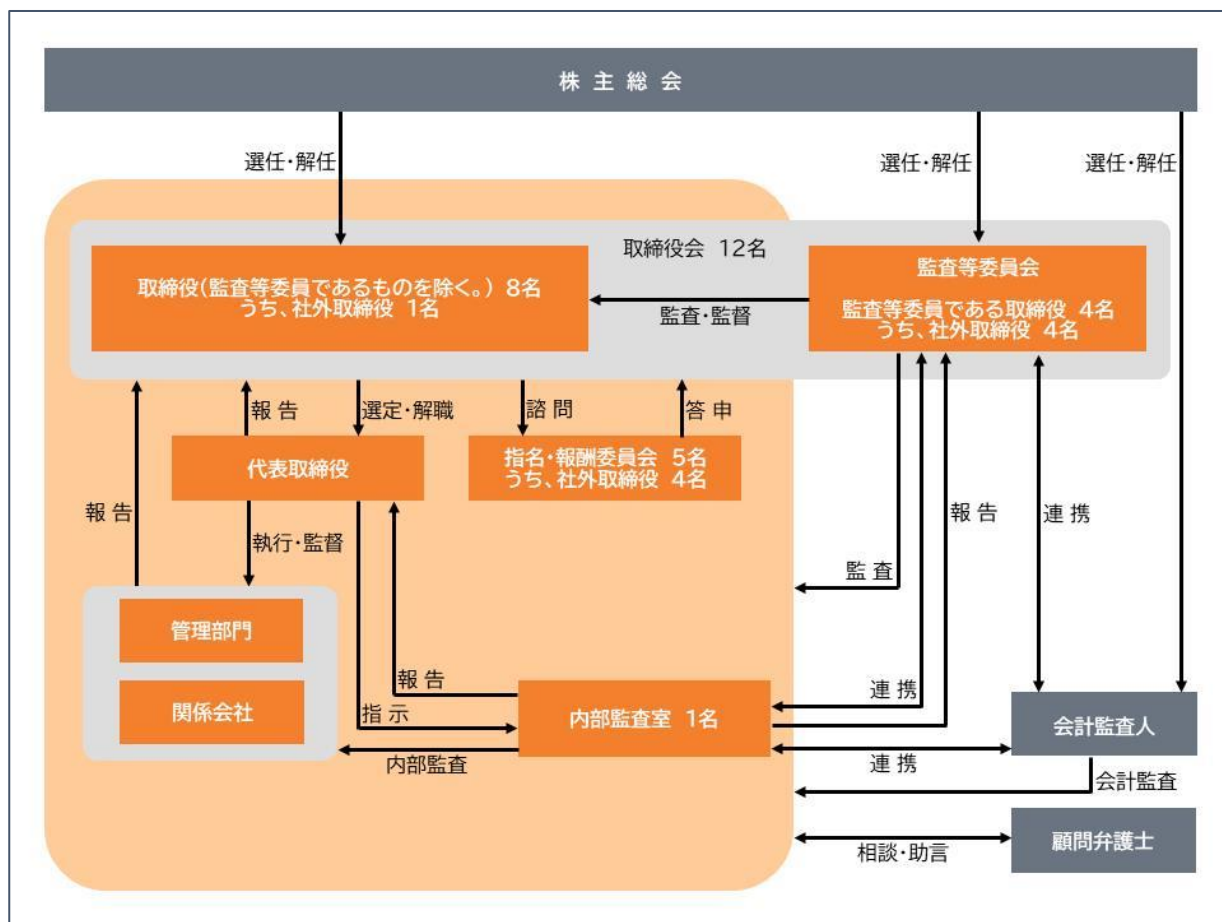 株 主 総 会
選任・解任
選任・解任
選任・解任
取締役会 12名
取締役(監査等委員であるものを除く。) 8名
うち、社外取締役 1名
監査・監督
監査等委員会
監査等委員である取締役 4名
うち、社外取締役 4名
報 告
選定・解職
諮 問
答 申
代表取締役
指名・報酬委員会 5名
うち、社外取締役 4名
報 告
執行・監督
報 告
連 携
監 査
管理部門
関係会社
報 告
指 示
内部監査
内部監査室 1名
連 携
連 携
会計監査人
会計監査
相談・助言
顧問弁護士